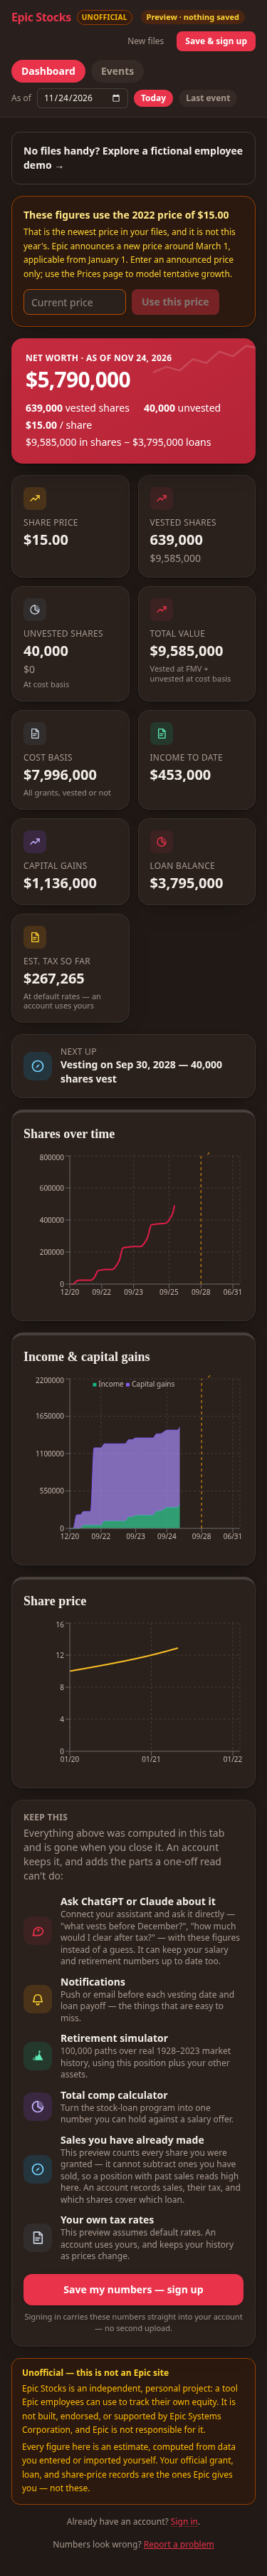 Epic Stocks UNOFFICIAL Preview · nothing saved
New files Save & sign up
Dashboard Events
As of 11/24/2026 Today Last event
No files handy? Explore a fictional employee
demo →
These figures use the 2022 price of $15.00
That is the newest price in your files, and it is not this
year's. Epic announces a new price around March 1,
applicable from January 1. Enter an announced price
only; use the Prices page to model tentative growth.
Current price Use this price
NET WORTH · AS OF NOV 24, 2026
$5,790,000
639,000 vested shares 40,000 unvested
$15.00 / share
$9,585,000 in shares − $3,795,000 loans
SHARE PRICE
$15.00
VESTED SHARES
639,000
$9,585,000
UNVESTED SHARES
40,000
$0
At cost basis
TOTAL VALUE
$9,585,000
Vested at FMV +
unvested at cost basis
COST BASIS
$7,996,000
All grants, vested or not
INCOME TO DATE
$453,000
CAPITAL GAINS
$1,136,000
LOAN BALANCE
$3,795,000
EST. TAX SO FAR
$267,265
At default rates — an
account uses yours
NEXT UP
Vesting on Sep 30, 2028 — 40,000
shares vest
Shares over time
800000
600000
400000
200000
0
12/20 09/22 09/23 09/25 09/28 06/31
Income & capital gains
2200000
Income Capital gains
1650000
1100000
550000
0
12/20 09/22 09/23 09/24 09/28 06/31
Share price
16
12
8
4
0
01/20 01/21 01/22
KEEP THIS
Everything above was computed in this tab
and is gone when you close it. An account
keeps it, and adds the parts a one-off read
can't do:
Ask ChatGPT or Claude about it
Connect your assistant and ask it directly —
"what vests before December?", "how much
would I clear after tax?" — with these figures
instead of a guess. It can keep your salary
and retirement numbers up to date too.
Notifications
Push or email before each vesting date and
loan payoff — the things that are easy to
miss.
Retirement simulator
100,000 paths over real 1928–2023 market
history, using this position plus your other
assets.
Total comp calculator
Turn the stock-loan program into one
number you can hold against a salary offer.
Sales you have already made
This preview counts every share you were
granted — it cannot subtract ones you have
sold, so a position with past sales reads high
here. An account records sales, their tax, and
which shares cover which loan.
Your own tax rates
This preview assumes default rates. An
account uses yours, and keeps your history
as prices change.
Save my numbers — sign up
Signing in carries these numbers straight into your account
— no second upload.
Unofficial — this is not an Epic site
Epic Stocks is an independent, personal project: a tool
Epic employees can use to track their own equity. It is
not built, endorsed, or supported by Epic Systems
Corporation, and Epic is not responsible for it.
Every figure here is an estimate, computed from data
you entered or imported yourself. Your official grant,
loan, and share-price records are the ones Epic gives
you — not these.
Already have an account? Sign in.
Numbers look wrong? Report a problem